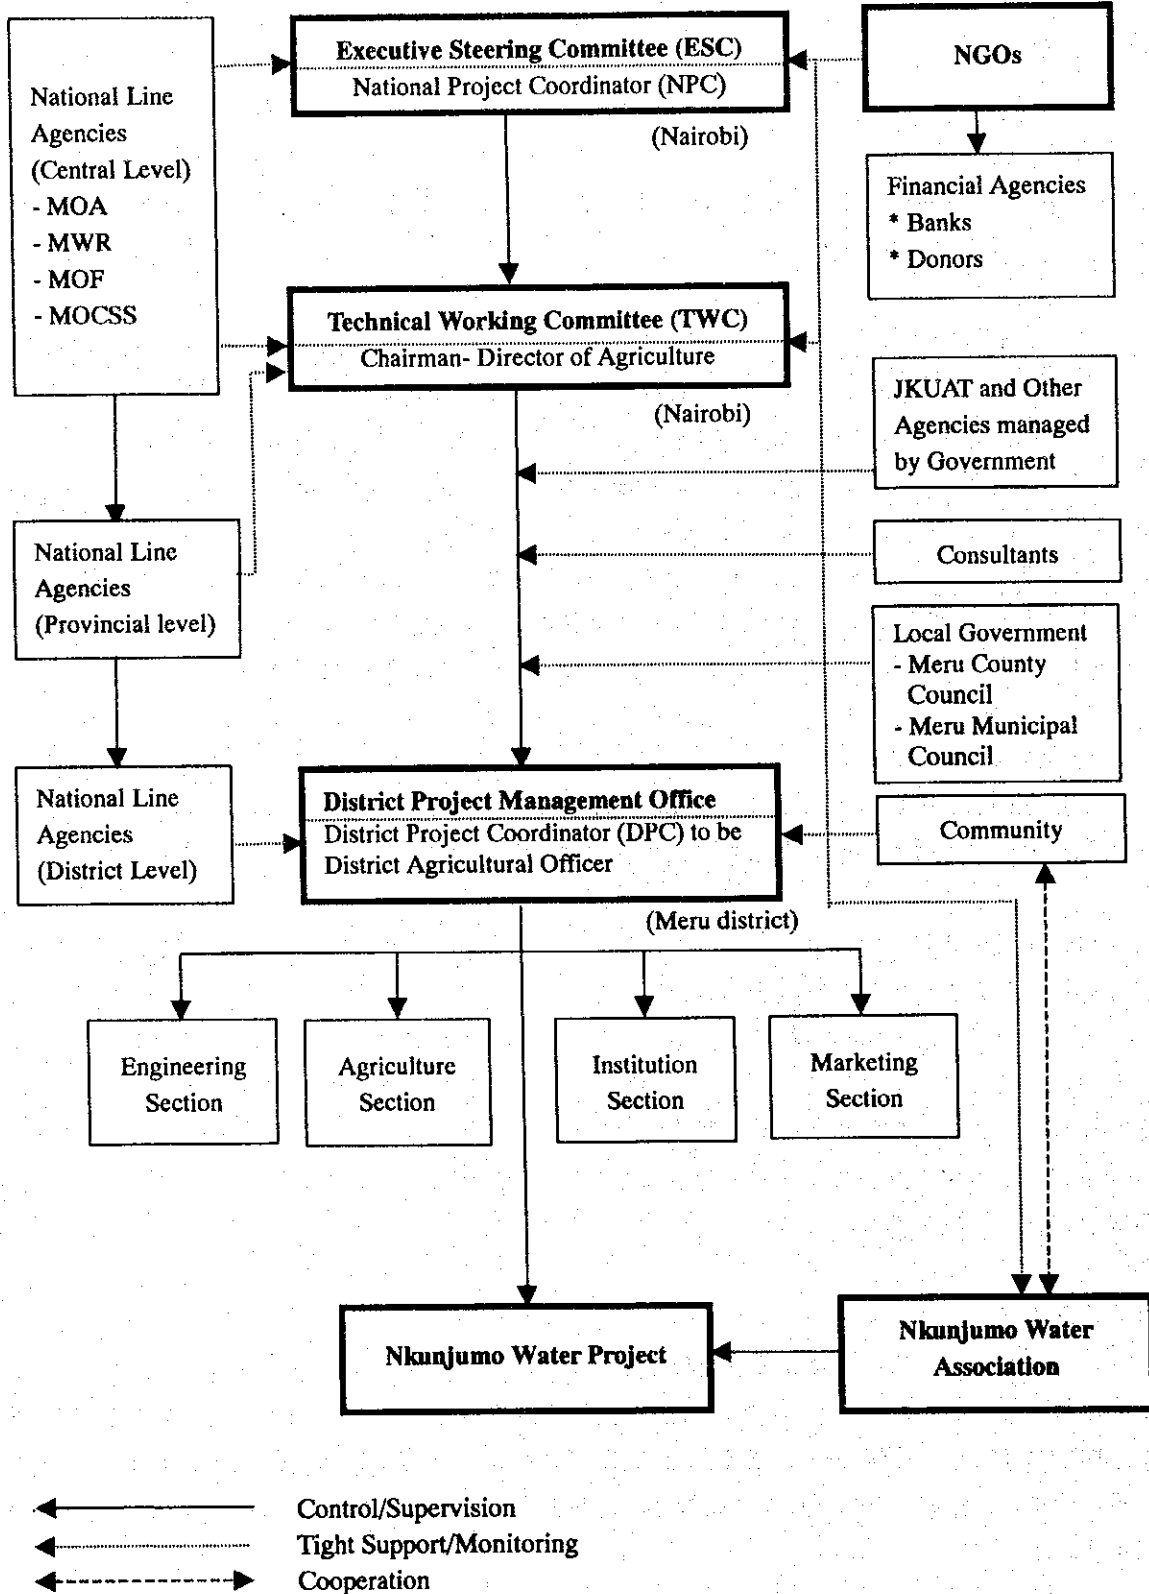 Executive Steering Committee (ESC)
National Project Coordinator (NPC)
(Nairobi)
NGOs
National Line
Agencies
(Central Level)
- MOA
- MWR
- MOF
- MOCSS
Financial Agencies
* Banks
* Donors
Technical Working Committee (TWC)
Chairman- Director of Agriculture
(Nairobi)
JKUAT and Other
Agencies managed
by Government
National Line
Agencies
(Provincial level)
Consultants
Local Government
- Meru County
Council
- Meru Municipal
Council
National Line
Agencies
(District Level)
District Project Management Office
District Project Coordinator (DPC) to be
District Agricultural Officer
(Meru district)
Community
Engineering
Section
Agriculture
Section
Institution
Section
Marketing
Section
Nkunjumo Water Project
Nkunjumo Water
Association
Control/Supervision
Tight Support/Monitoring
Cooperation